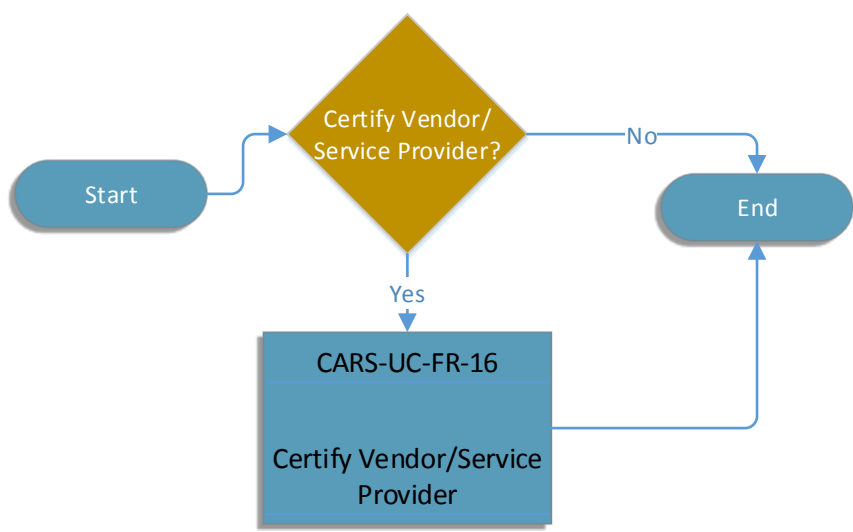 Certify Vendor/
Service Provider?
No
Start
End
Yes
CARS-UC-FR-16
Certify Vendor/Service
Provider